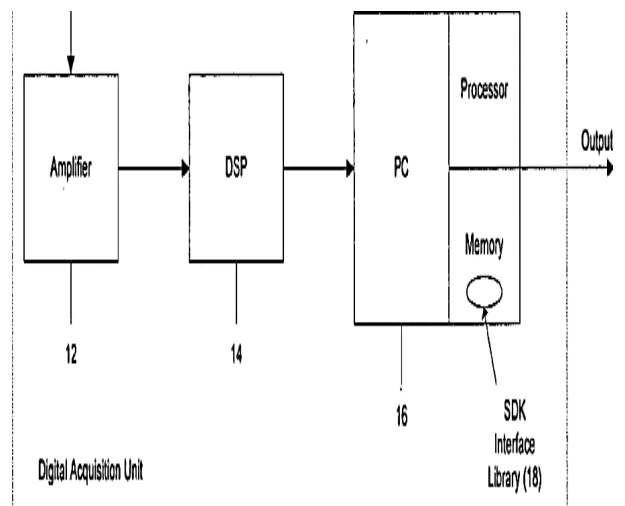 Processor
Output
Amplifier
DSP
PC
Memory
12
14
16
SDK
Interface
Library (18)
Digital Acquisition Unit